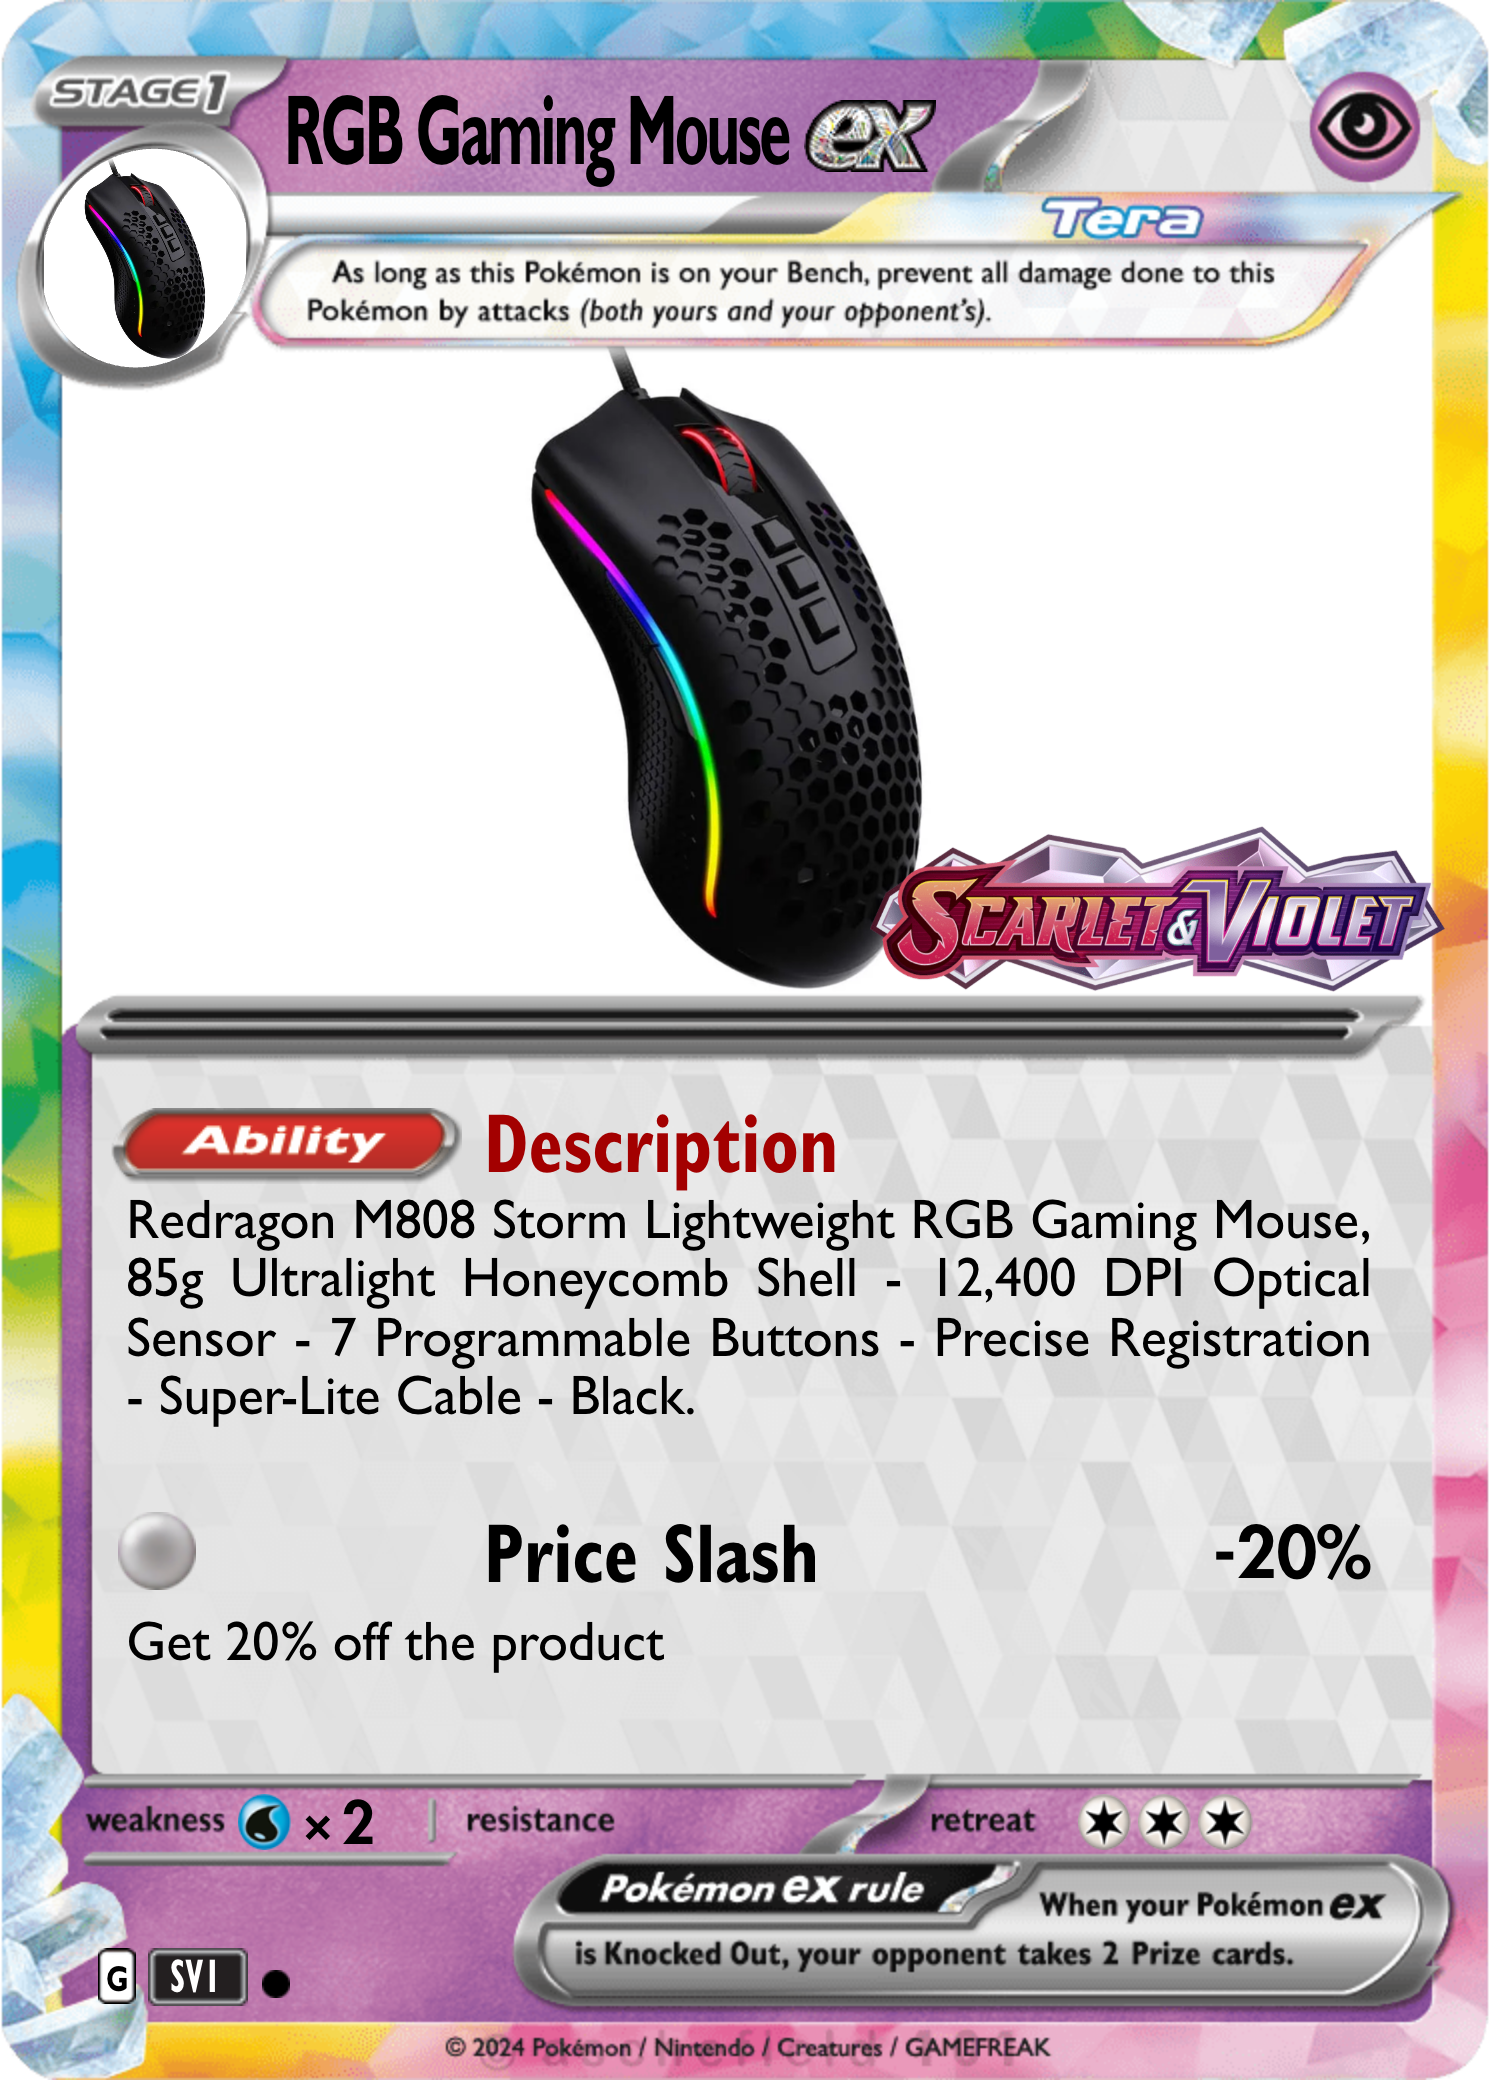 STAGE 1
RGB Gaming Mouse ex
Tera
As long as this Pokémon is on your Bench, prevent all damage done to this
Pokémon by attacks (both yours and your opponent's).
SCARLET & VIOLET
Ability Description
Redragon M808 Storm Lightweight RGB Gaming Mouse,
85g Ultralight Honeycomb Shell - 12,400 DPI Optical
Sensor - 7 Programmable Buttons - Precise Registration
- Super-Lite Cable - Black.
Price Slash -20%
Get 20% off the product
weakness × 2 resistance retreat
Pokémon ex rule When your Pokémon ex
is Knocked Out, your opponent takes 2 Prize cards.
G SVI
© 2024 Pokémon / Nintendo / Creatures / GAMEFREAK